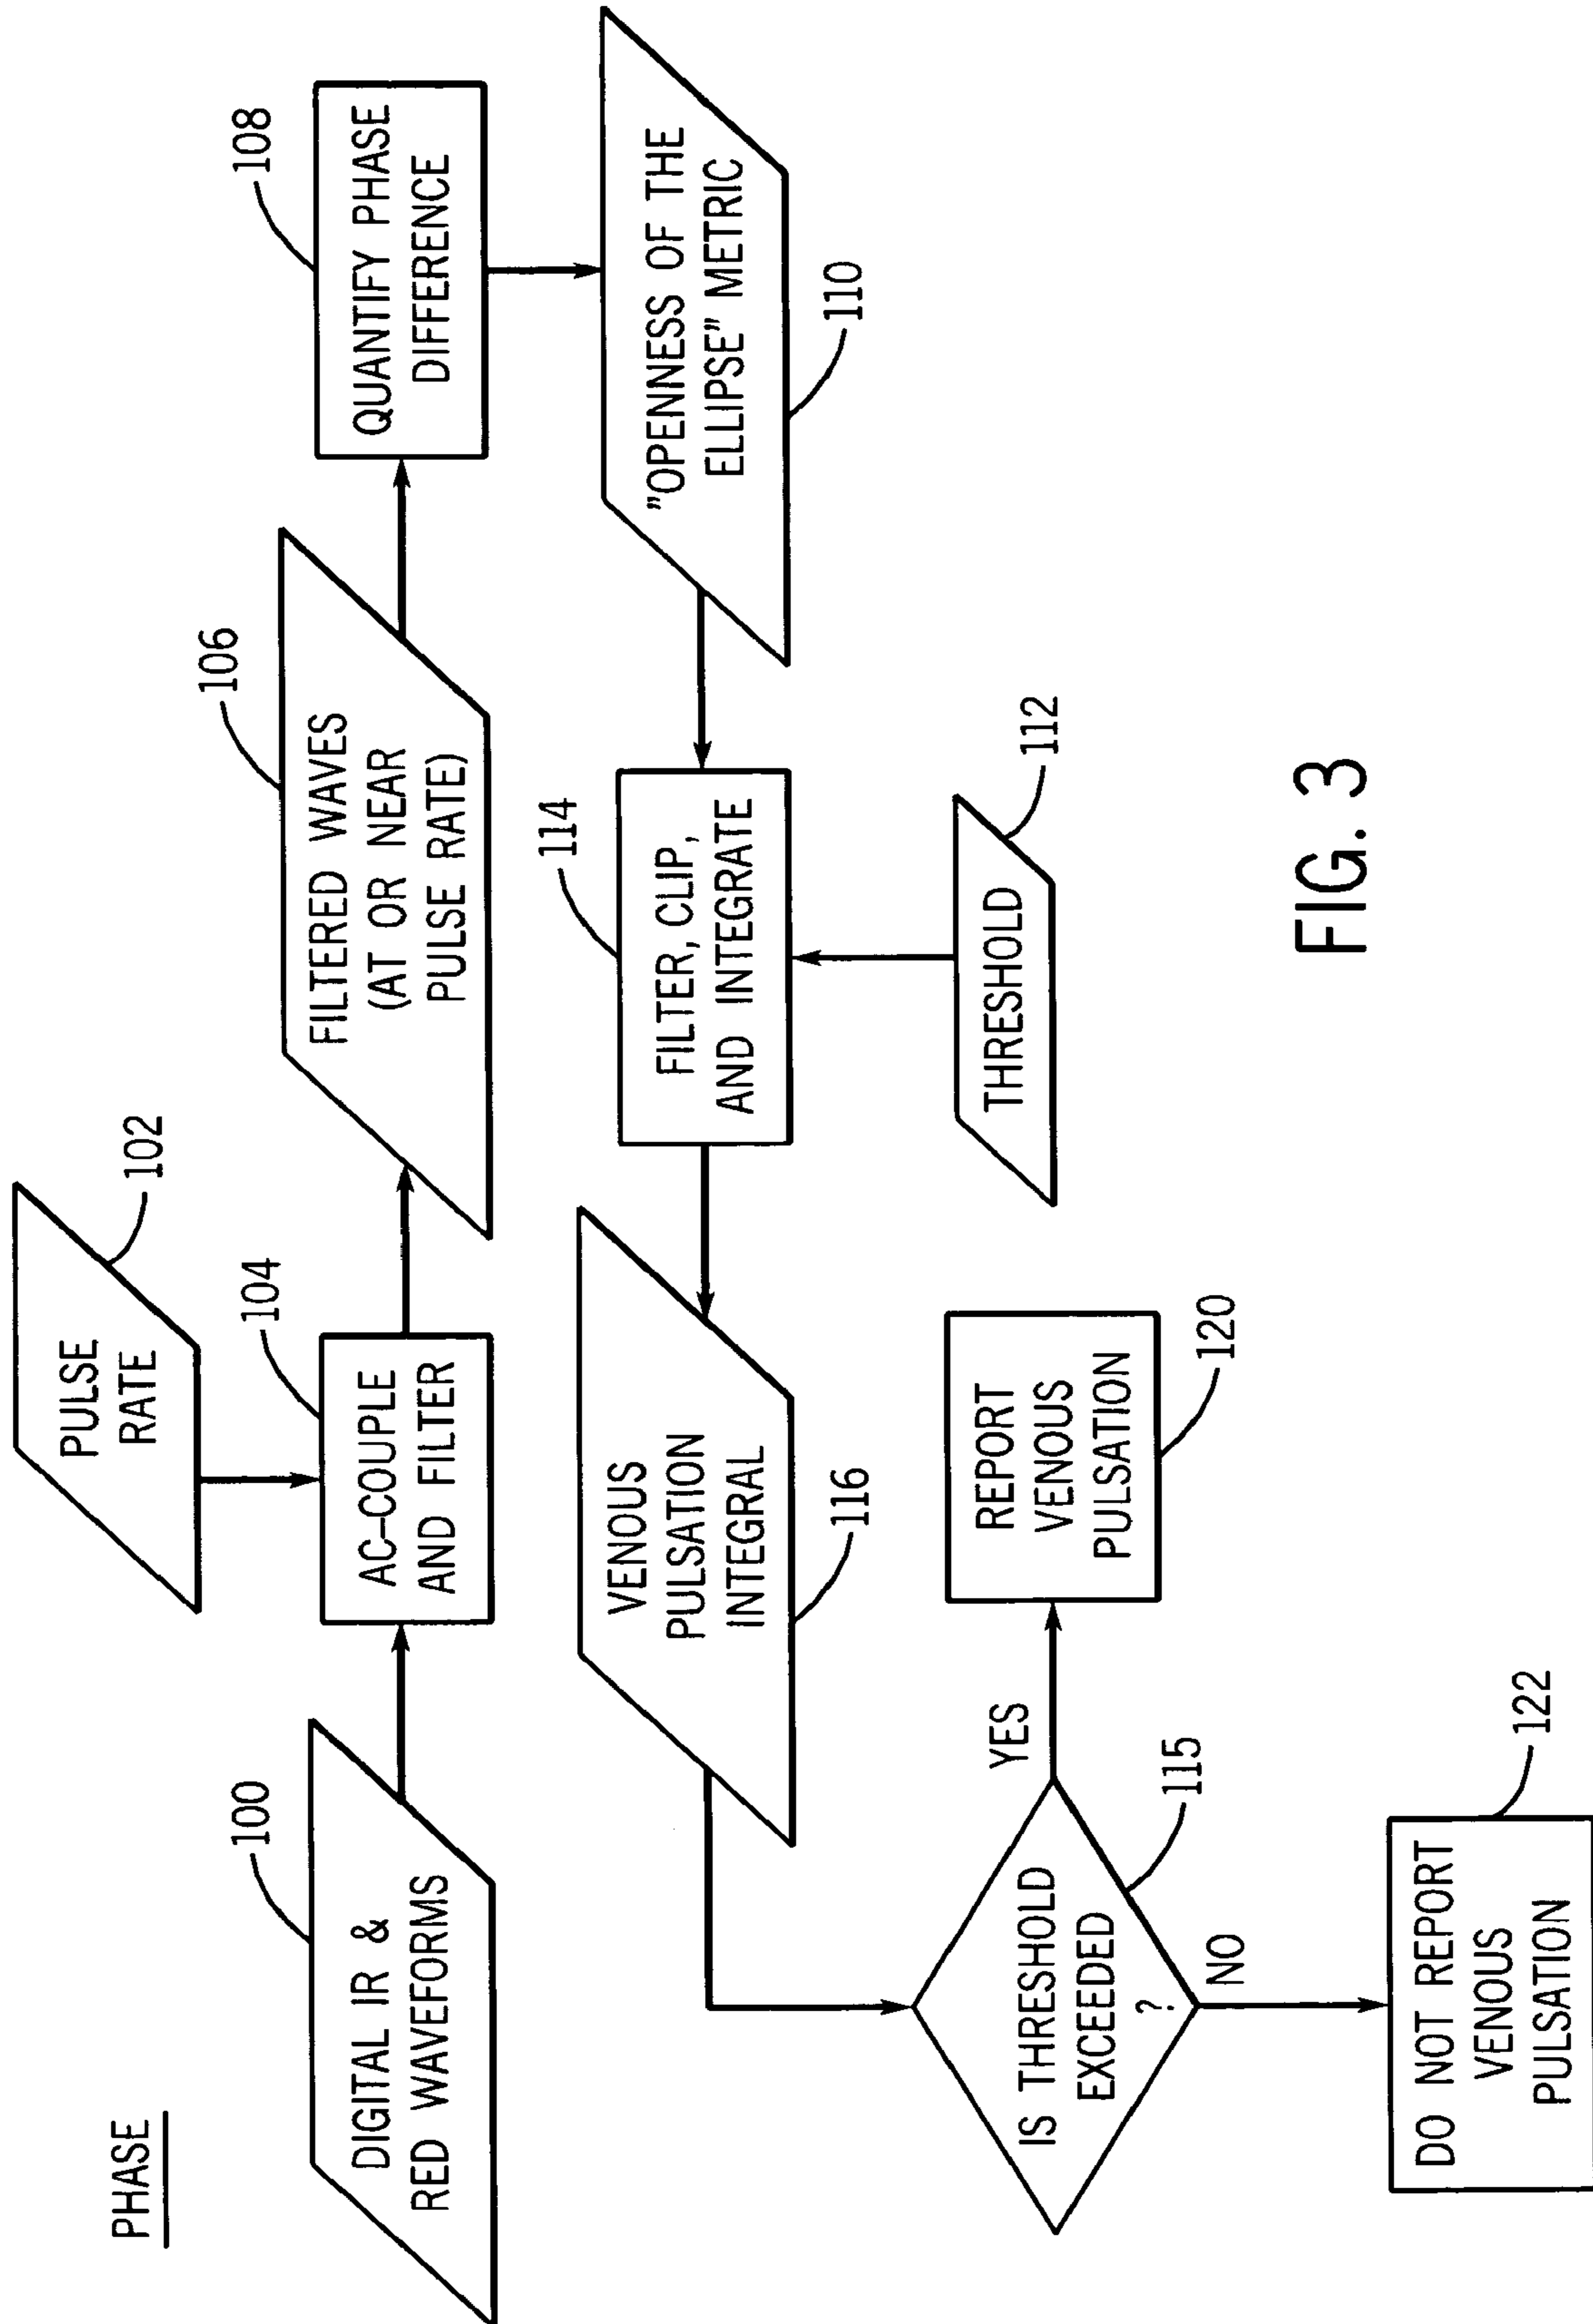 PHASE
100
DIGITAL IR &
RED WAVEFORMS
102
PULSE
RATE
104
AC-COUPLE
AND FILTER
106
FILTERED WAVES
(AT OR NEAR
PULSE RATE)
108
QUANTIFY PHASE
DIFFERENCE
"OPENNESS OF THE
ELLIPSE" METRIC
110
114
FILTER, CLIP,
AND INTEGRATE
THRESHOLD
112
VENOUS
PULSATION
INTEGRAL
116
IS THRESHOLD
EXCEEDED
?
115
YES
REPORT
VENOUS
PULSATION
120
NO
DO NOT REPORT
VENOUS
PULSATION
122
FIG. 3